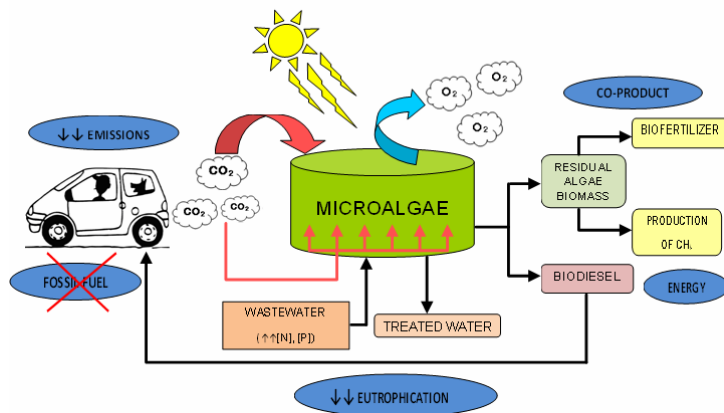 CO-PRODUCT
O₂
O₂
O₂
↓↓ EMISSIONS
BIOFERTILIZER
CO₂
RESIDUAL
ALGAE
BIOMASS
CO₂
CO₂
MICROALGAE
PRODUCTION
OF CH₄
FOSSIL FUEL
BIODIESEL
ENERGY
WASTEWATER
(↑↑[N], [P])
TREATED WATER
↓↓ EUTROPHICATION